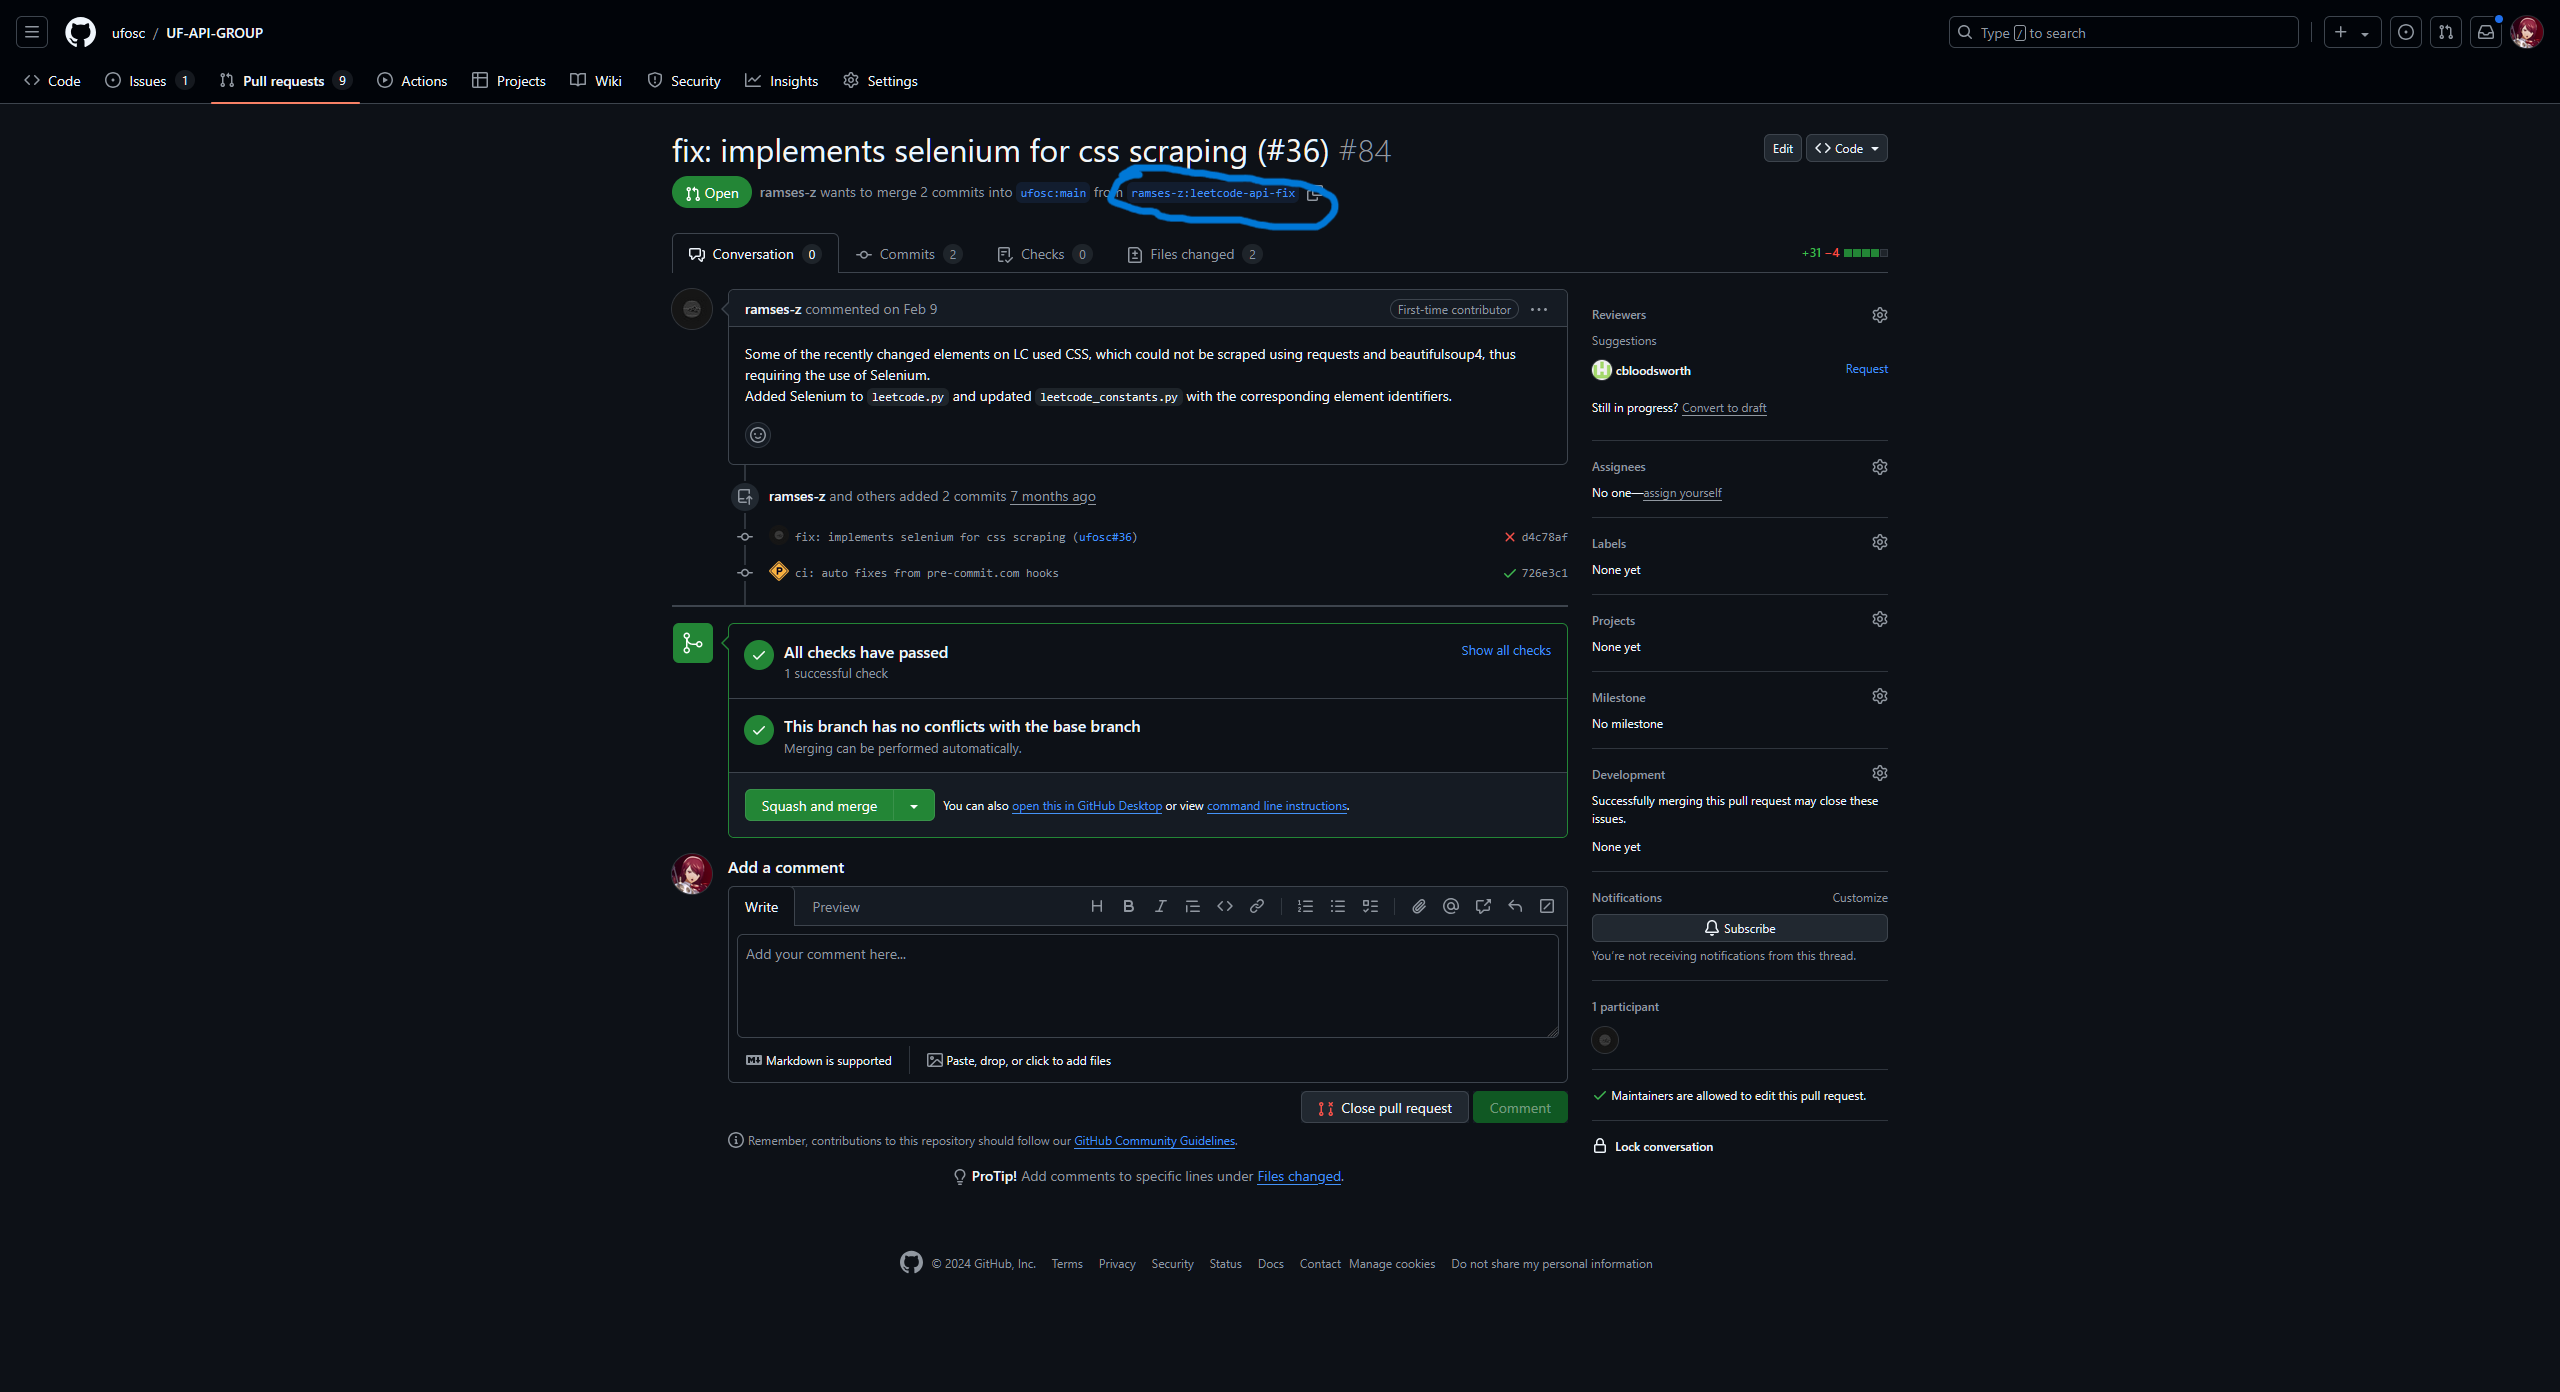 ufosc / UF-API-GROUP
Type / to search
Code
Issues 1
Pull requests 9
Actions
Projects
Wiki
Security
Insights
Settings
fix: implements selenium for css scraping (#36) #84
Edit
Code
Open
ramses-z wants to merge 2 commits into ufosc:main from ramses-z:leetcode-api-fix
Conversation 0
Commits 2
Checks 0
Files changed 2
+31 −4
ramses-z commented on Feb 9
First-time contributor
Some of the recently changed elements on LC used CSS, which could not be scraped using requests and beautifulsoup4, thus
requiring the use of Selenium.
Added Selenium to leetcode.py and updated leetcode_constants.py with the corresponding element identifiers.
ramses-z and others added 2 commits 7 months ago
fix: implements selenium for css scraping (ufosc#36)
d4c78af
ci: auto fixes from pre-commit.com hooks
726e3c1
All checks have passed
1 successful check
Show all checks
This branch has no conflicts with the base branch
Merging can be performed automatically.
Squash and merge
You can also open this in GitHub Desktop or view command line instructions.
Add a comment
Write
Preview
Add your comment here...
Markdown is supported
Paste, drop, or click to add files
Close pull request
Comment
Remember, contributions to this repository should follow our GitHub Community Guidelines.
ProTip! Add comments to specific lines under Files changed.
Reviewers
Suggestions
cbloodsworth
Request
Still in progress? Convert to draft
Assignees
No one—assign yourself
Labels
None yet
Projects
None yet
Milestone
No milestone
Development
Successfully merging this pull request may close these
issues.
None yet
Notifications
Customize
Subscribe
You're not receiving notifications from this thread.
1 participant
Maintainers are allowed to edit this pull request.
Lock conversation
© 2024 GitHub, Inc.
Terms
Privacy
Security
Status
Docs
Contact
Manage cookies
Do not share my personal information